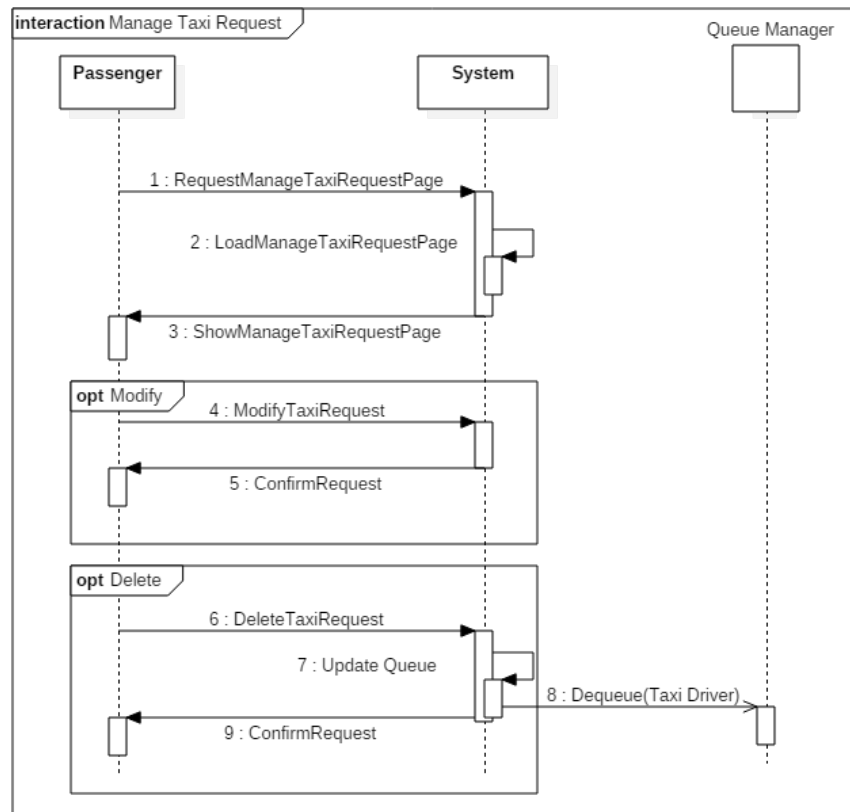 interaction Manage Taxi Request
Queue Manager
Passenger
System
1 : RequestManageTaxiRequestPage
2 : LoadManageTaxiRequestPage
3 : ShowManageTaxiRequestPage
opt Modify
4 : ModifyTaxiRequest
5 : ConfirmRequest
opt Delete
6 : DeleteTaxiRequest
7 : Update Queue
8 : Dequeue(Taxi Driver)
9 : ConfirmRequest